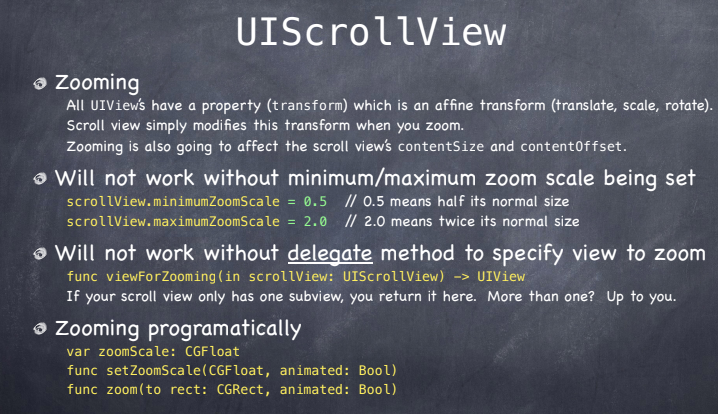 UIScrollView
Zooming
All UIView's have a property (transform) which is an affine transform (translate, scale, rotate).
Scroll view simply modifies this transform when you zoom.
Zooming is also going to affect the scroll view's contentSize and contentOffset.
Will not work without minimum/maximum zoom scale being set
scrollView.minimumZoomScale = 0.5 // 0.5 means half its normal size
scrollView.maximumZoomScale = 2.0 // 2.0 means twice its normal size
Will not work without delegate method to specify view to zoom
func viewForZooming(in scrollView: UIScrollView) -> UIView
If your scroll view only has one subview, you return it here. More than one? Up to you.
Zooming programatically
var zoomScale: CGFloat
func setZoomScale(CGFloat, animated: Bool)
func zoom(to rect: CGRect, animated: Bool)